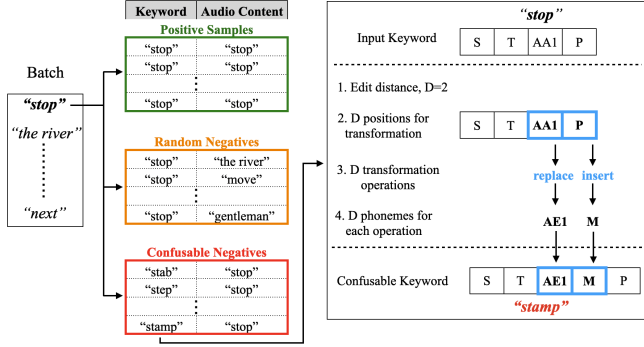 Keyword Audio Content
Positive Samples
“stop” “stop”
“stop” “stop”
“stop” “stop”
Batch
“stop”
“the river”
“next”
Random Negatives
“stop” “the river”
“stop” “move”
“stop” “gentleman”
Confusable Negatives
“stab” “stop”
“step” “stop”
“stamp” “stop”
“stop”
Input Keyword S T AA1 P
1. Edit distance, D=2
2. D positions for
transformation
S T AA1 P
3. D transformation
operations
replace insert
4. D phonemes for
each operation
AE1 M
Confusable Keyword S T AE1 M P
“stamp”